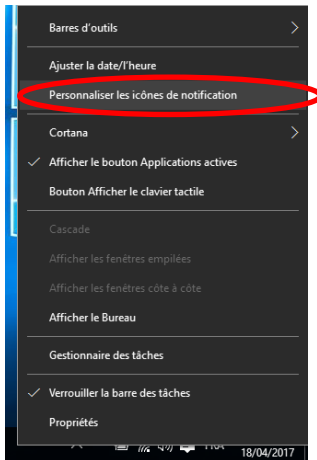 Barres d'outils
Ajuster la date/l'heure
Personnaliser les icônes de notification
Cortana
Afficher le bouton Applications actives
Bouton Afficher le clavier tactile
Cascade
Afficher les fenêtres empilées
Afficher les fenêtres côte à côte
Afficher le Bureau
Gestionnaire des tâches
Verrouiller la barre des tâches
Propriétés
18/04/2017